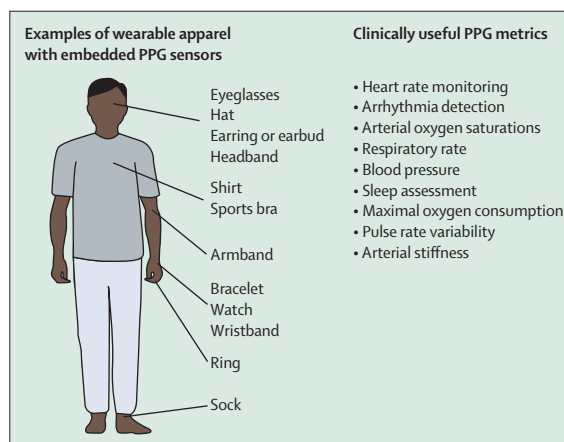 Examples of wearable apparel
with embedded PPG sensors
Eyeglasses
Hat
Earring or earbud
Headband
Shirt
Sports bra
Armband
Bracelet
Watch
Wristband
Ring
Sock
Clinically useful PPG metrics
• Heart rate monitoring
• Arrhythmia detection
• Arterial oxygen saturations
• Respiratory rate
• Blood pressure
• Sleep assessment
• Maximal oxygen consumption
• Pulse rate variability
• Arterial stiffness